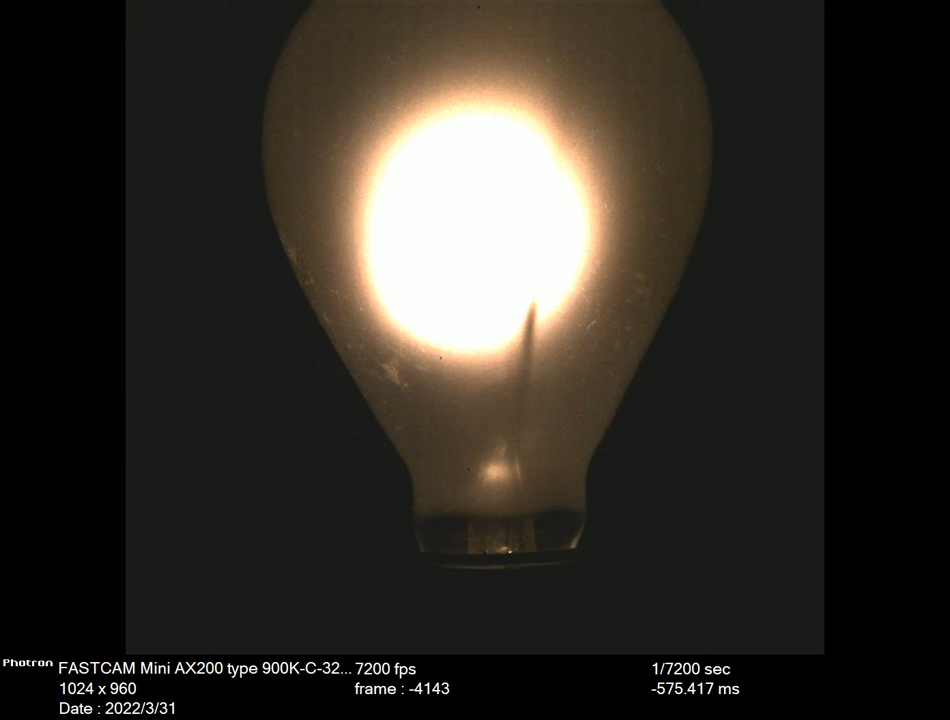 Photron FASTCAM Mini AX200 type 900K-C-32... 7200 fps 1/7200 sec
1024 x 960 frame : -4143 -575.417 ms
Date : 2022/3/31